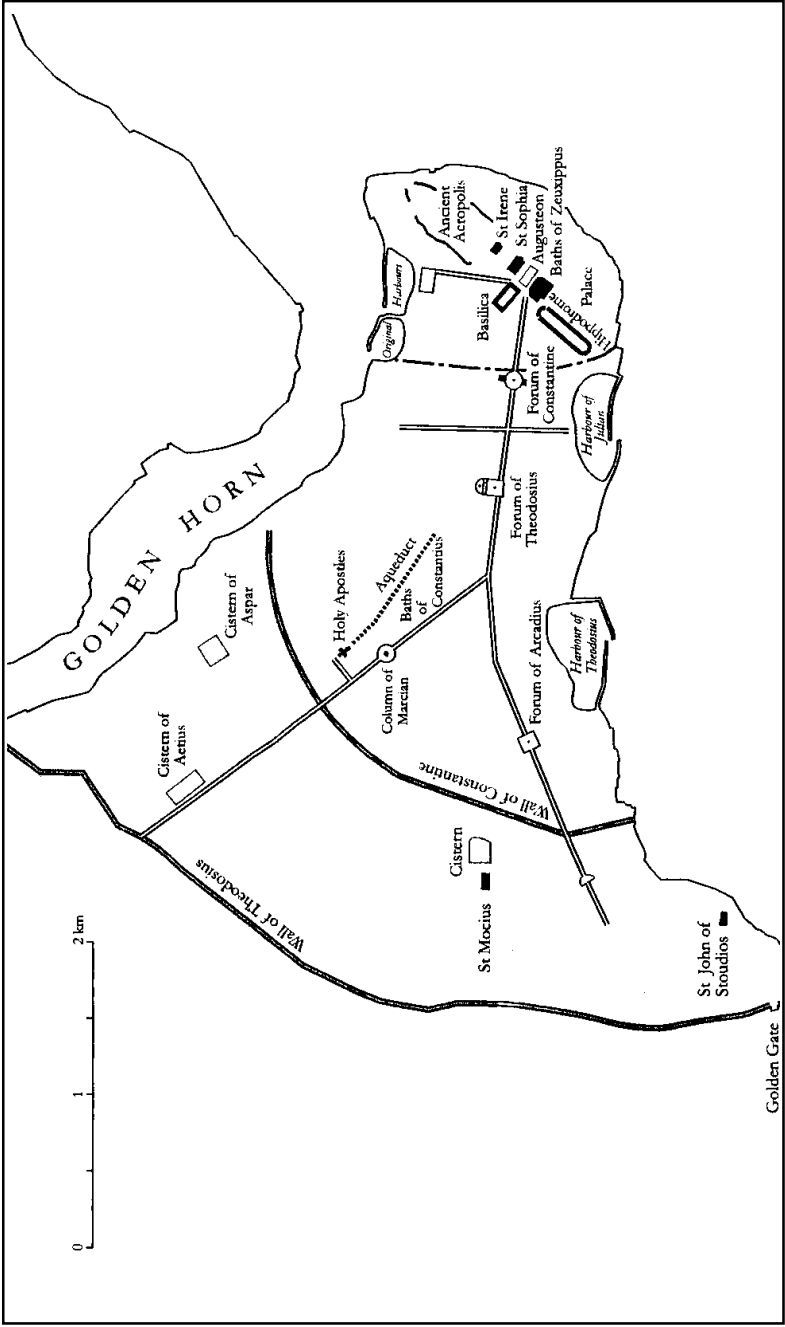 GOLDEN HORN
Wall of Theodosius
Cistern of
Aetius
Cistern of
Aspar
Holy Apostles
Aqueduct
Baths
of
Constantius
Column of
Marcian
Wall of Constantine
Original
Harbours
Ancient
Acropolis
St Irene
St Sophia
Augusteon
Baths of Zeuxippus
Basilica
Hippodrome
Palace
Forum of
Constantine
Harbour of
Julian
Forum of
Theodosius
Forum of Arcadius
Harbour of
Theodosius
Cistern
St Mocius
St John of
Stoudios
Golden Gate
0 1 2 km